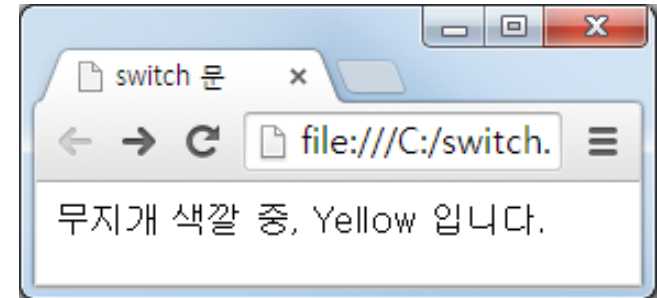 switch 문
file:///C:/switch.
무지개 색깔 중, Yellow 입니다.